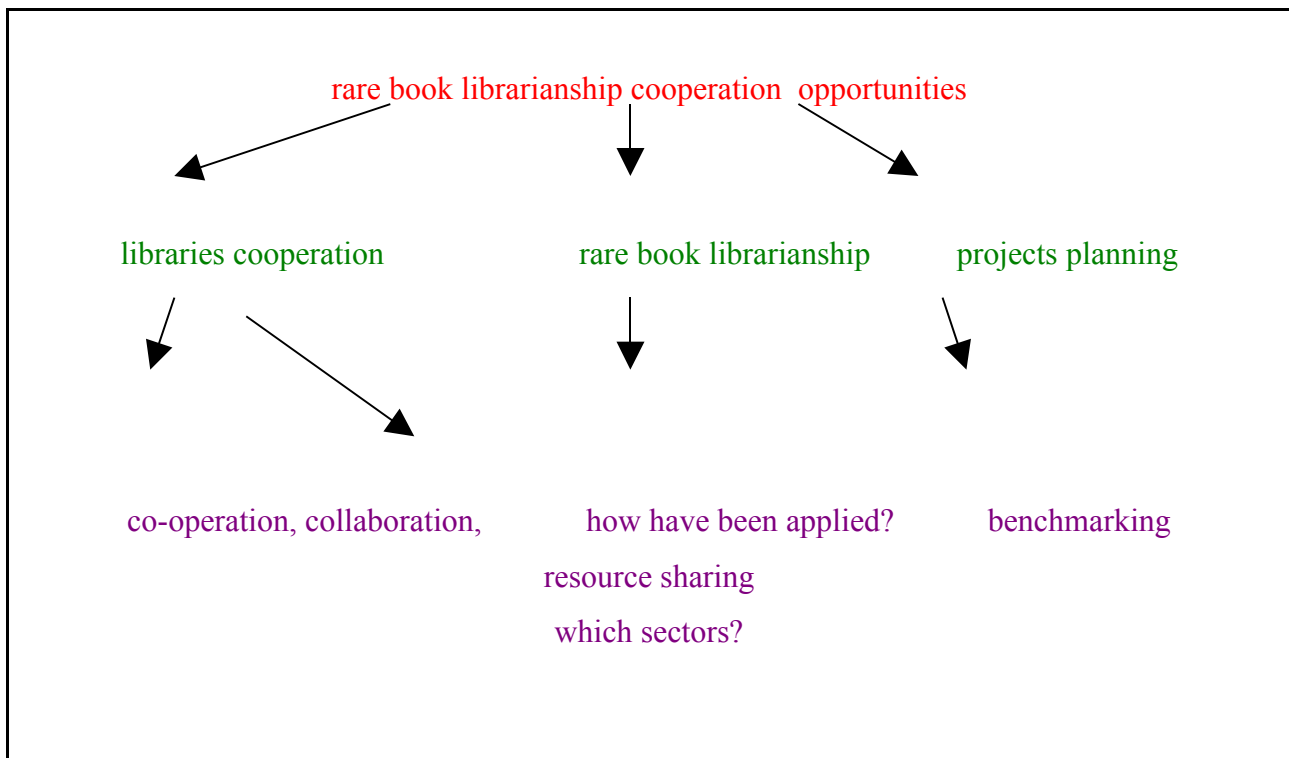 rare book librarianship cooperation  opportunities
libraries cooperation rare book librarianship projects planning
co-operation, collaboration, how have been applied? benchmarking
resource sharing
which sectors?